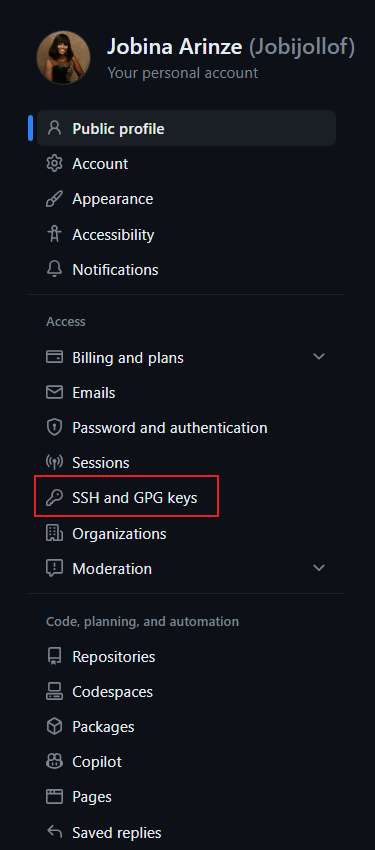 Jobina Arinze (Jobijollof)
Your personal account
Public profile
Account
Appearance
Accessibility
Notifications
Access
Billing and plans
Emails
Password and authentication
Sessions
SSH and GPG keys
Organizations
Moderation
Code, planning, and automation
Repositories
Codespaces
Packages
Copilot
Pages
Saved replies